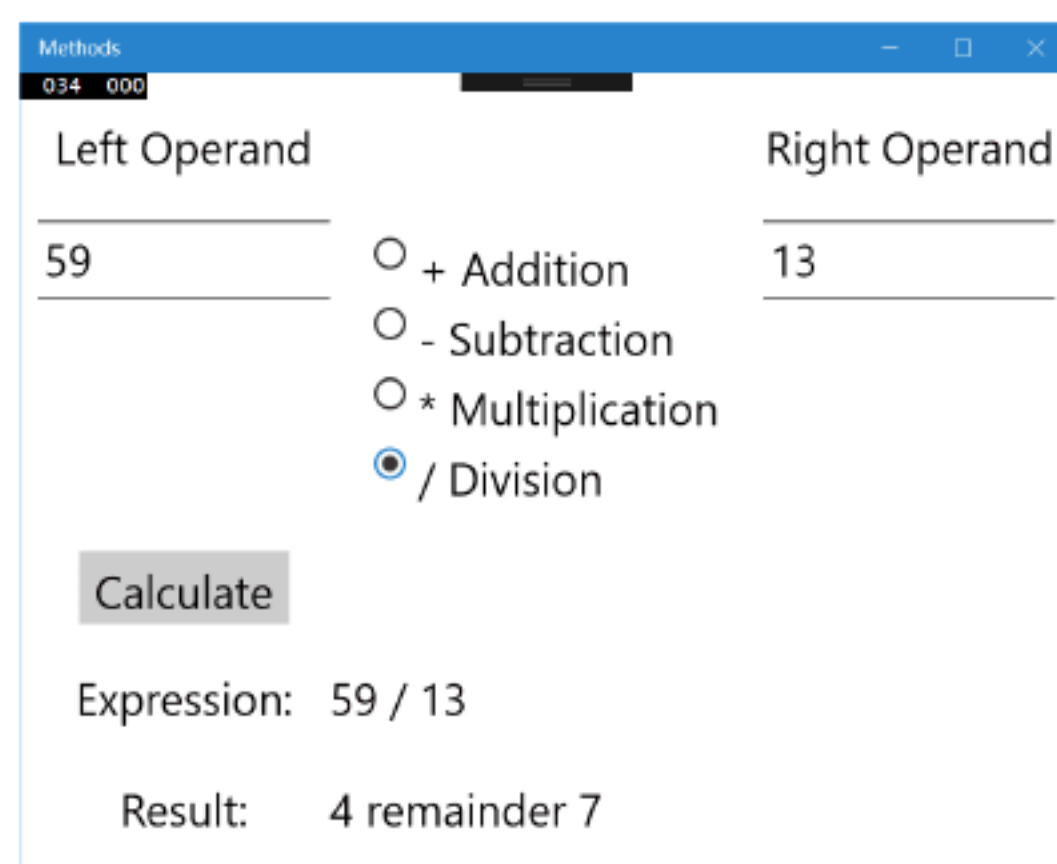 Methods
034 000
Left Operand
Right Operand
59
+ Addition
13
- Subtraction
* Multiplication
/ Division
Calculate
Expression: 59 / 13
Result: 4 remainder 7